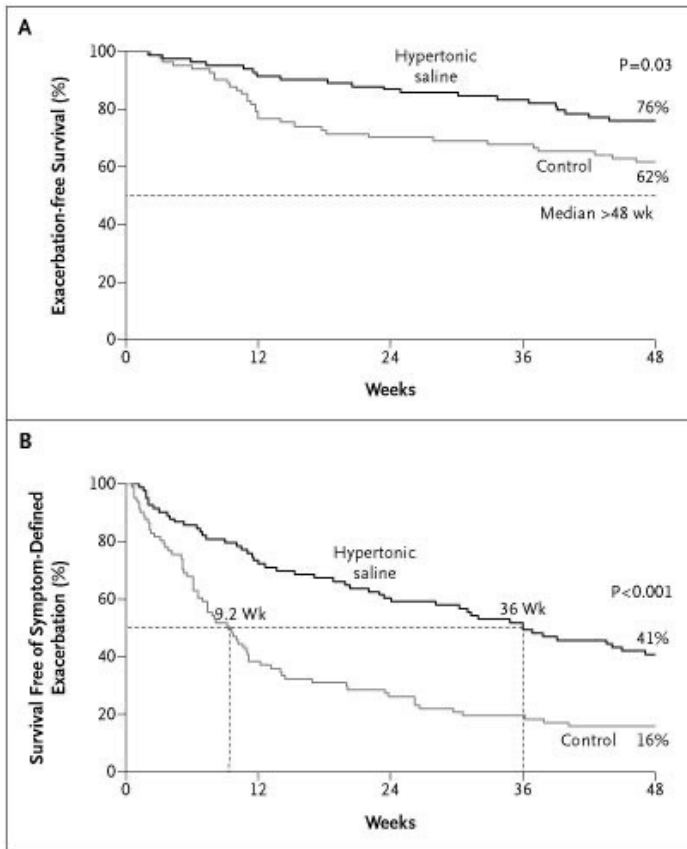 A
100
80
60
40
20
0
Exacerbation-free Survival (%)
Hypertonic
saline
P=0.03
76%
Control
62%
Median >48 wk
0
12
24
36
48
Weeks
B
100
80
60
40
20
0
Survival Free of Symptom-Defined
Exacerbation (%)
Hypertonic
saline
P<0.001
9.2 Wk
36 Wk
41%
Control
16%
0
12
24
36
48
Weeks